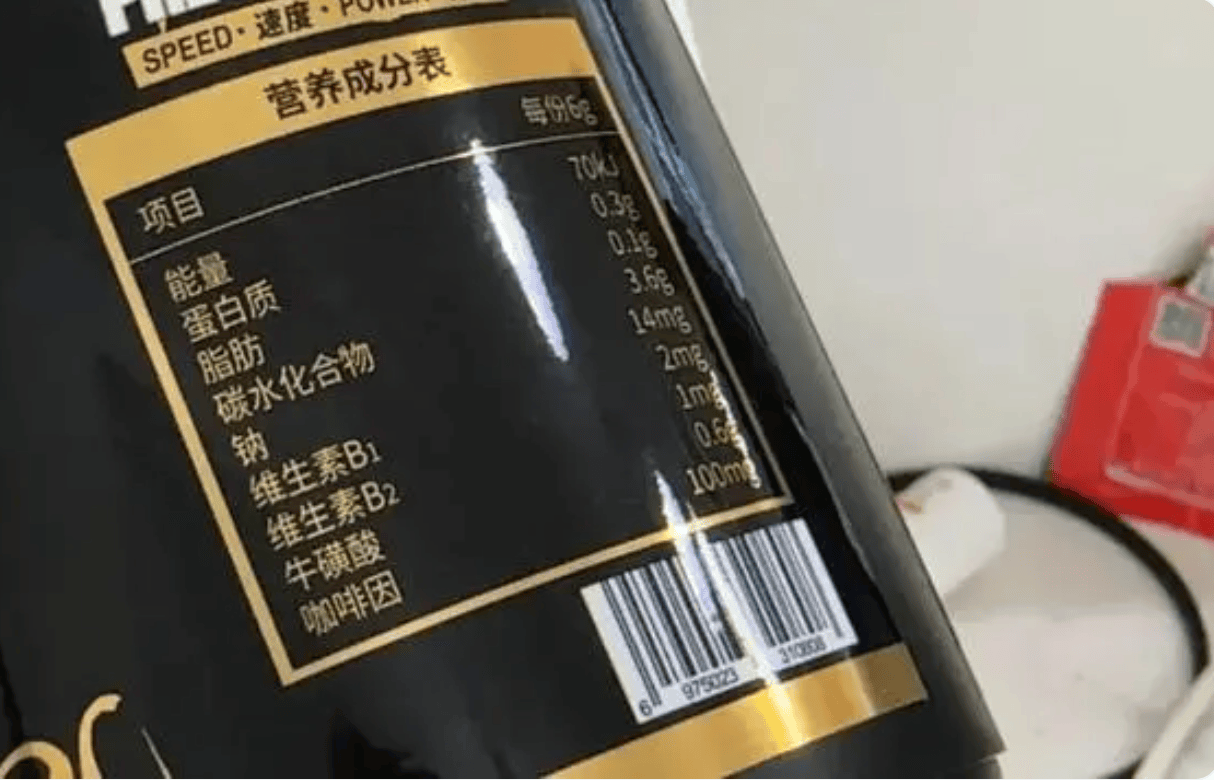 SPEED·速度·POWER
营养成分表
项目 每份6g
能量 70kJ
蛋白质 0.3g
脂肪 0.1g
碳水化合物 3.6g
钠 14mg
维生素B1 2mg
维生素B2 1mg
牛磺酸 0.6g
咖啡因 100mg
6 975023 310808